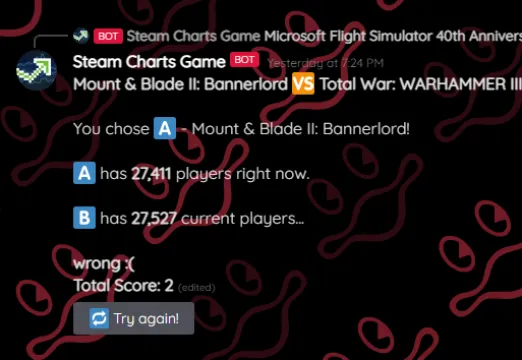 BOT Steam Charts Game Microsoft Flight Simulator 40th Annivers
Steam Charts Game BOT Yesterday at 7:24 PM
Mount & Blade II: Bannerlord VS Total War: WARHAMMER III
You chose A - Mount & Blade II: Bannerlord!
A has 27,411 players right now.
B has 27,527 current players...
wrong :(
Total Score: 2 (edited)
Try again!